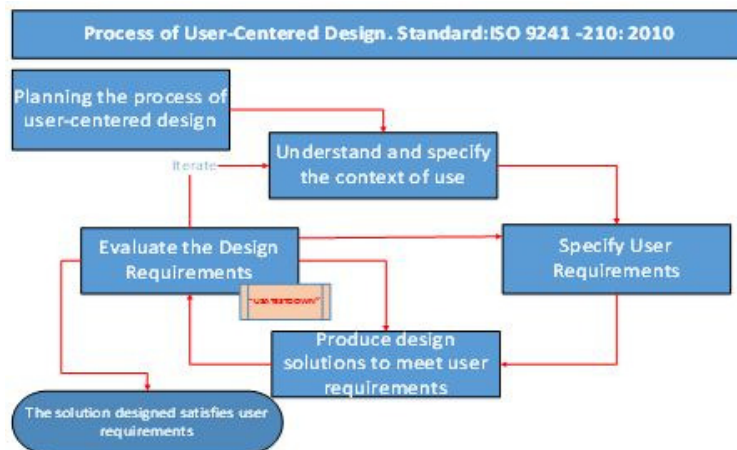 Process of User-Centered Design. Standard:ISO 9241 -210: 2010
Planning the process of
user-centered design
Understand and specify
the context of use
Iterate
Evaluate the Design
Requirements
Specify User
Requirements
Produce design
solutions to meet user
requirements
The solution designed satisfies user
requirements